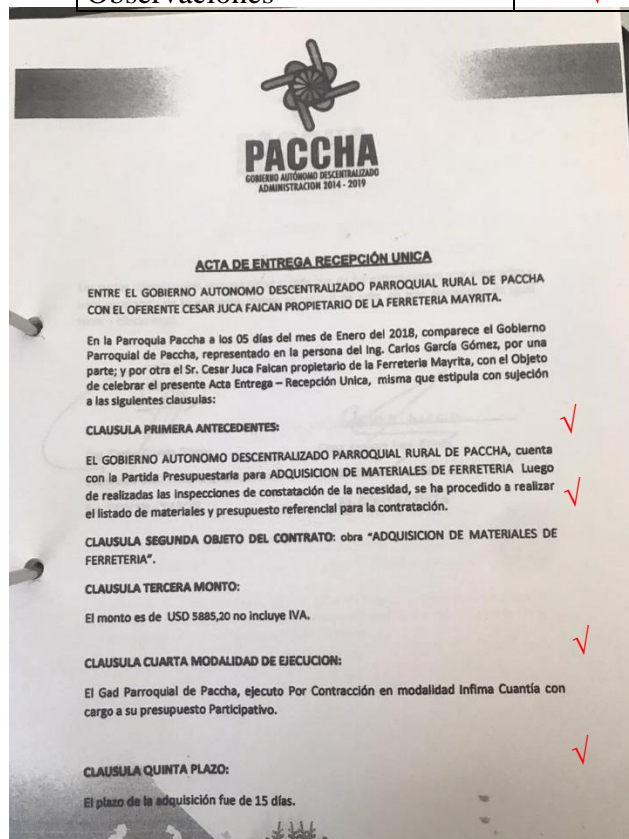 Observaciones √
PACCHA
GOBIERNO AUTÓNOMO DESCENTRALIZADO
ADMINISTRACION 2014 - 2019
ACTA DE ENTREGA RECEPCIÓN UNICA
ENTRE EL GOBIERNO AUTONOMO DESCENTRALIZADO PARROQUIAL RURAL DE PACCHA
CON EL OFERENTE CESAR JUCA FAICAN PROPIETARIO DE LA FERRETERIA MAYRITA.
En la Parroquia Paccha a los 05 días del mes de Enero del 2018, comparece el Gobierno
Parroquial de Paccha, representado en la persona del Ing. Carlos García Gómez, por una
parte; y por otra el Sr. Cesar Juca Faican propietario de la Ferreteria Mayrita, con el Objeto
de celebrar el presente Acta Entrega – Recepción Unica, misma que estipula con sujeción
a las siguientes clausulas:
CLAUSULA PRIMERA ANTECEDENTES: √
EL GOBIERNO AUTONOMO DESCENTRALIZADO PARROQUIAL RURAL DE PACCHA, cuenta
con la Partida Presupuestaria para ADQUISICION DE MATERIALES DE FERRETERIA Luego
de realizadas las inspecciones de constatación de la necesidad, se ha procedido a realizar √
el listado de materiales y presupuesto referencial para la contratación.
CLAUSULA SEGUNDA OBJETO DEL CONTRATO: obra "ADQUISICION DE MATERIALES DE
FERRETERIA".
CLAUSULA TERCERA MONTO:
El monto es de USD 5885,20 no incluye IVA.
√
CLAUSULA CUARTA MODALIDAD DE EJECUCION:
El Gad Parroquial de Paccha, ejecuto Por Contracción en modalidad Infima Cuantía con
cargo a su presupuesto Participativo.
√
CLAUSULA QUINTA PLAZO:
El plazo de la adquisición fue de 15 días.